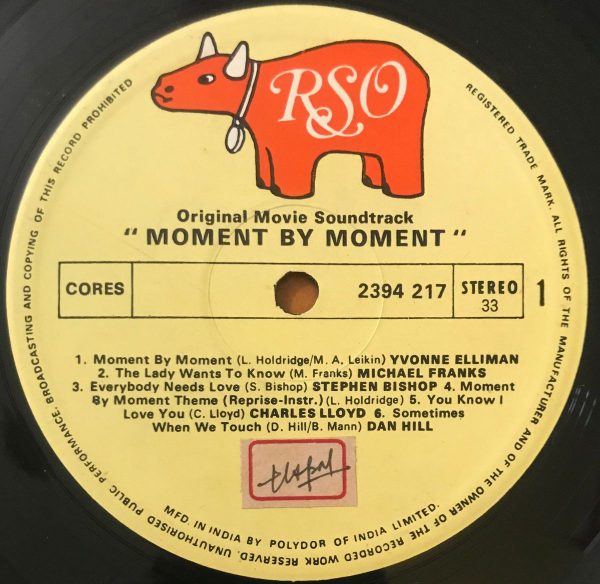 RSO
Original Movie Soundtrack
"MOMENT BY MOMENT"
CORES
2394 217
STEREO
33
1
1. Moment By Moment (L. Holdridge/M. A. Leikin) YVONNE ELLIMAN
2. The Lady Wants To Know (M. Franks) MICHAEL FRANKS
3. Everybody Needs Love (S. Bishop) STEPHEN BISHOP 4. Moment
By Moment Theme (Reprise-Instr.) (L. Holdridge) 5. You Know I
Love You (C. Lloyd) CHARLES LLOYD 6. Sometimes
When We Touch (D. Hill/B. Mann) DAN HILL
MFD. IN INDIA BY POLYDOR OF INDIA LIMITED.
REGISTERED TRADE MARK. ALL RIGHTS OF THE MANUFACTURER AND OF THE OWNER OF THE RECORDED WORK RESERVED. UNAUTHORISED PUBLIC PERFORMANCE, BROADCASTING AND COPYING OF THIS RECORD PROHIBITED